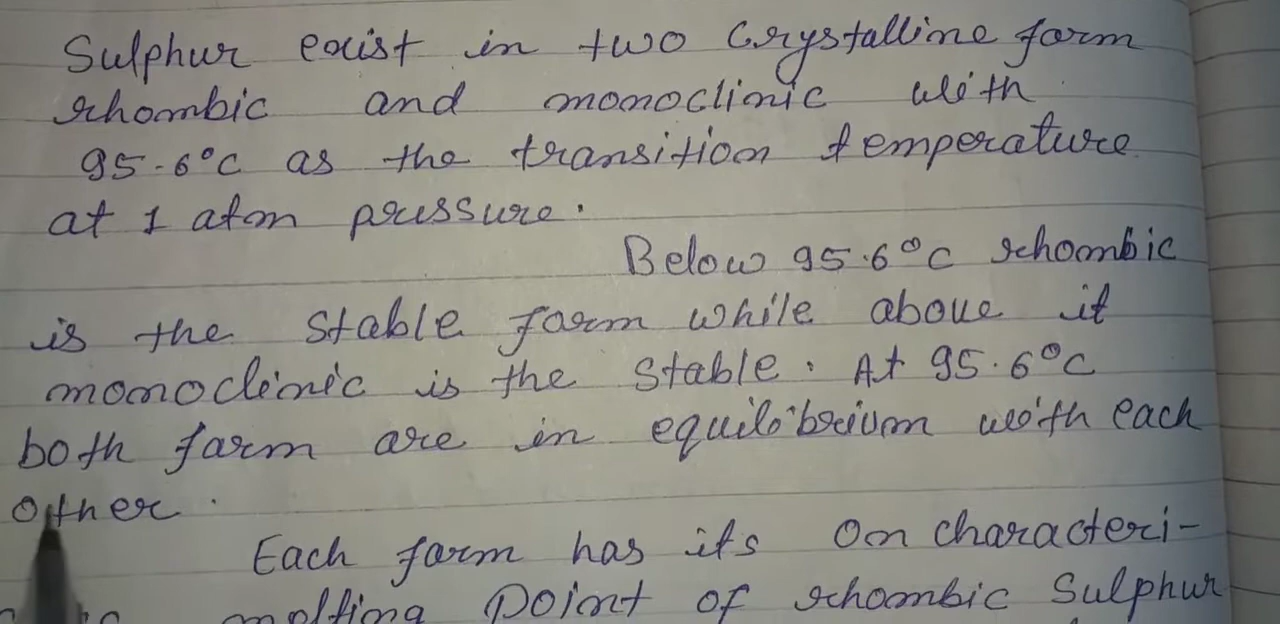 Sulphur exist in two Crystalline form
rhombic and monoclinic with
95.6°C as the transition temperature
at 1 atm pressure.
Below 95.6°C rhombic
is the stable form while above it
monoclinic is the stable. At 95.6°C
both form are in equilibrium with each
other.
Each form has its on characteri-
melting point of rhombic Sulphur